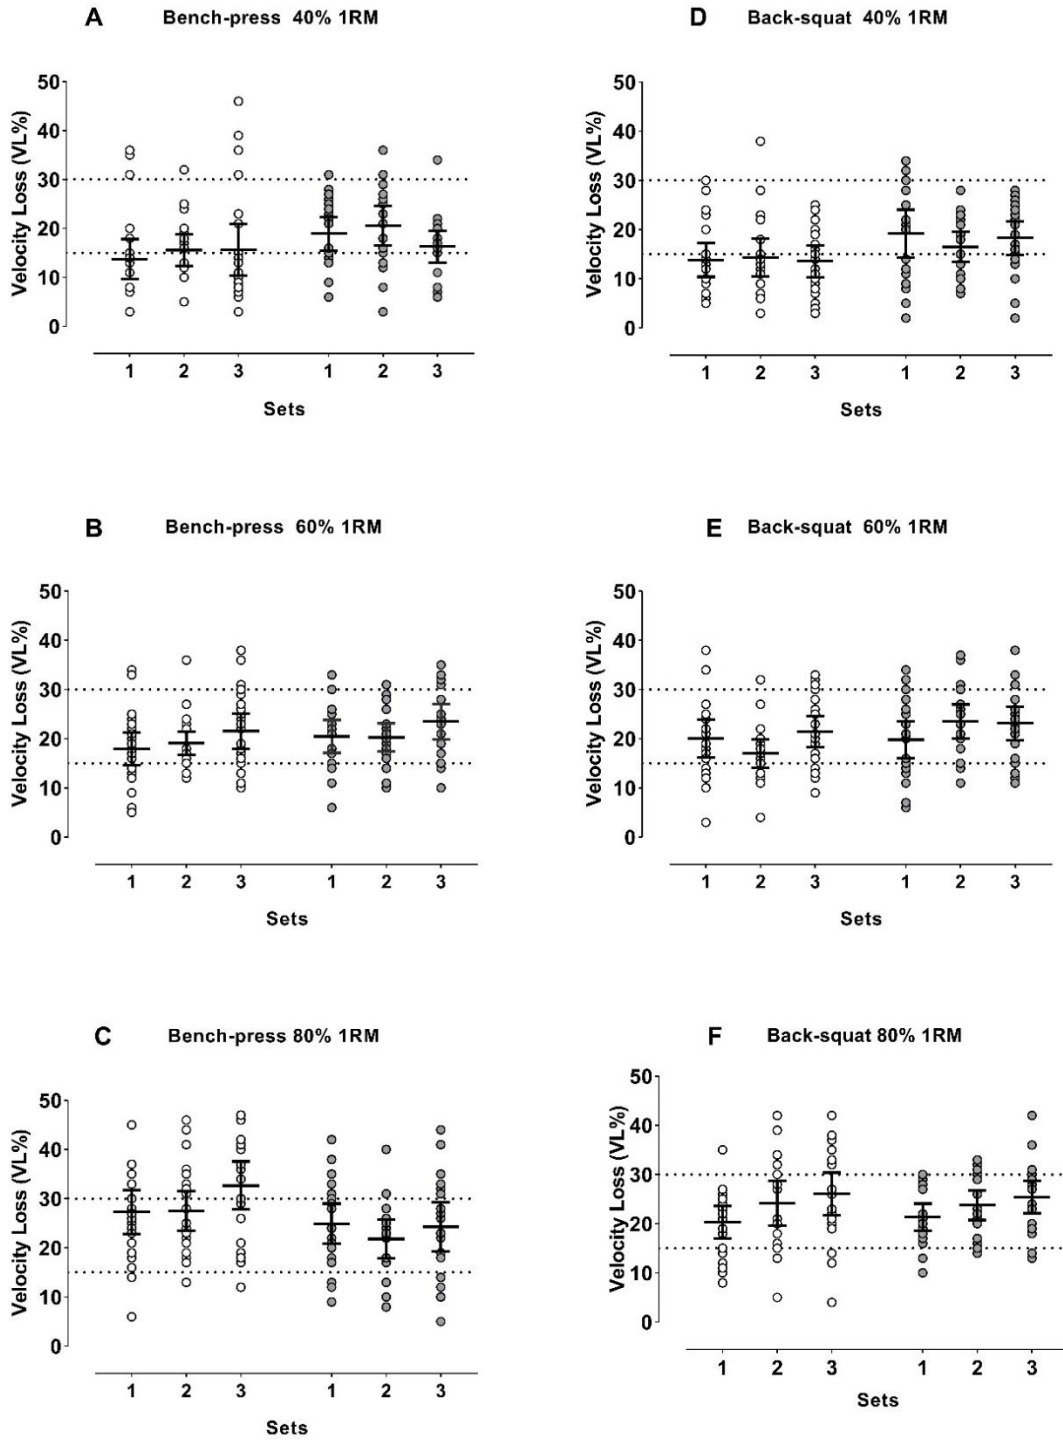 A Bench-press 40% 1RM
Velocity Loss (VL%)
50
40
30
20
10
0
1 2 3 1 2 3
Sets
D Back-squat 40% 1RM
Velocity Loss (VL%)
50
40
30
20
10
0
1 2 3 1 2 3
Sets
B Bench-press 60% 1RM
Velocity Loss (VL%)
50
40
30
20
10
0
1 2 3 1 2 3
Sets
E Back-squat 60% 1RM
Velocity Loss (VL%)
50
40
30
20
10
0
1 2 3 1 2 3
Sets
C Bench-press 80% 1RM
Velocity Loss (VL%)
50
40
30
20
10
0
1 2 3 1 2 3
Sets
F Back-squat 80% 1RM
Velocity Loss (VL%)
50
40
30
20
10
0
1 2 3 1 2 3
Sets